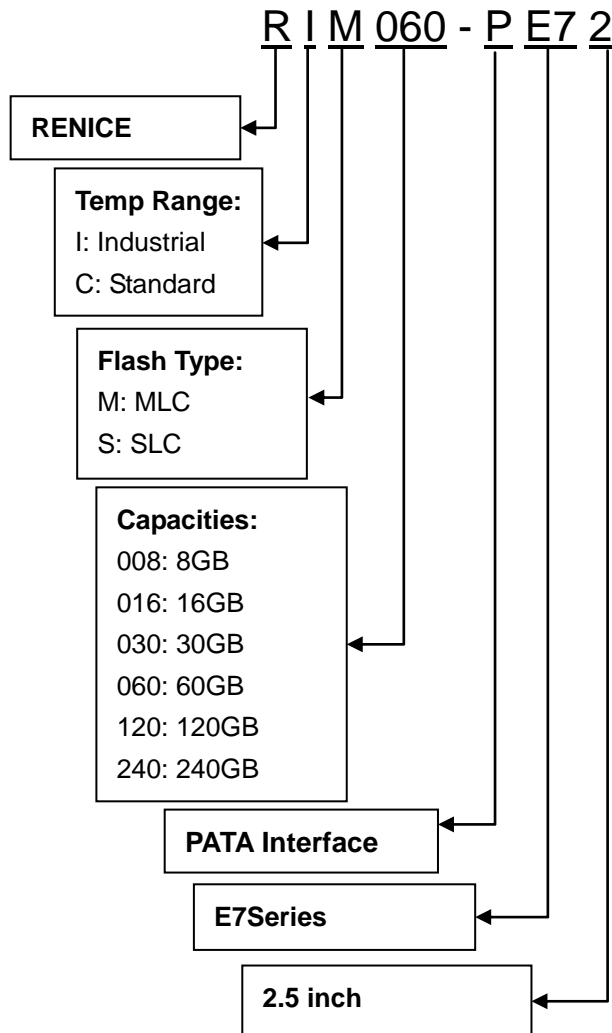 R I M 060 - P E7 2
RENICE
Temp Range:
I: Industrial
C: Standard
Flash Type:
M: MLC
S: SLC
Capacities:
008: 8GB
016: 16GB
030: 30GB
060: 60GB
120: 120GB
240: 240GB
PATA Interface
E7Series
2.5 inch